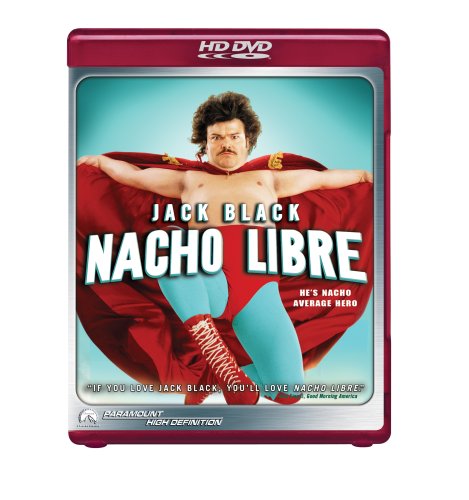 HD DVD
JACK BLACK
NACHO LIBRE
HE'S NACHO
AVERAGE HERO
"IF YOU LOVE JACK BLACK, YOU'LL LOVE NACHO LIBRE."
Good Morning America
PARAMOUNT
HIGH DEFINITION